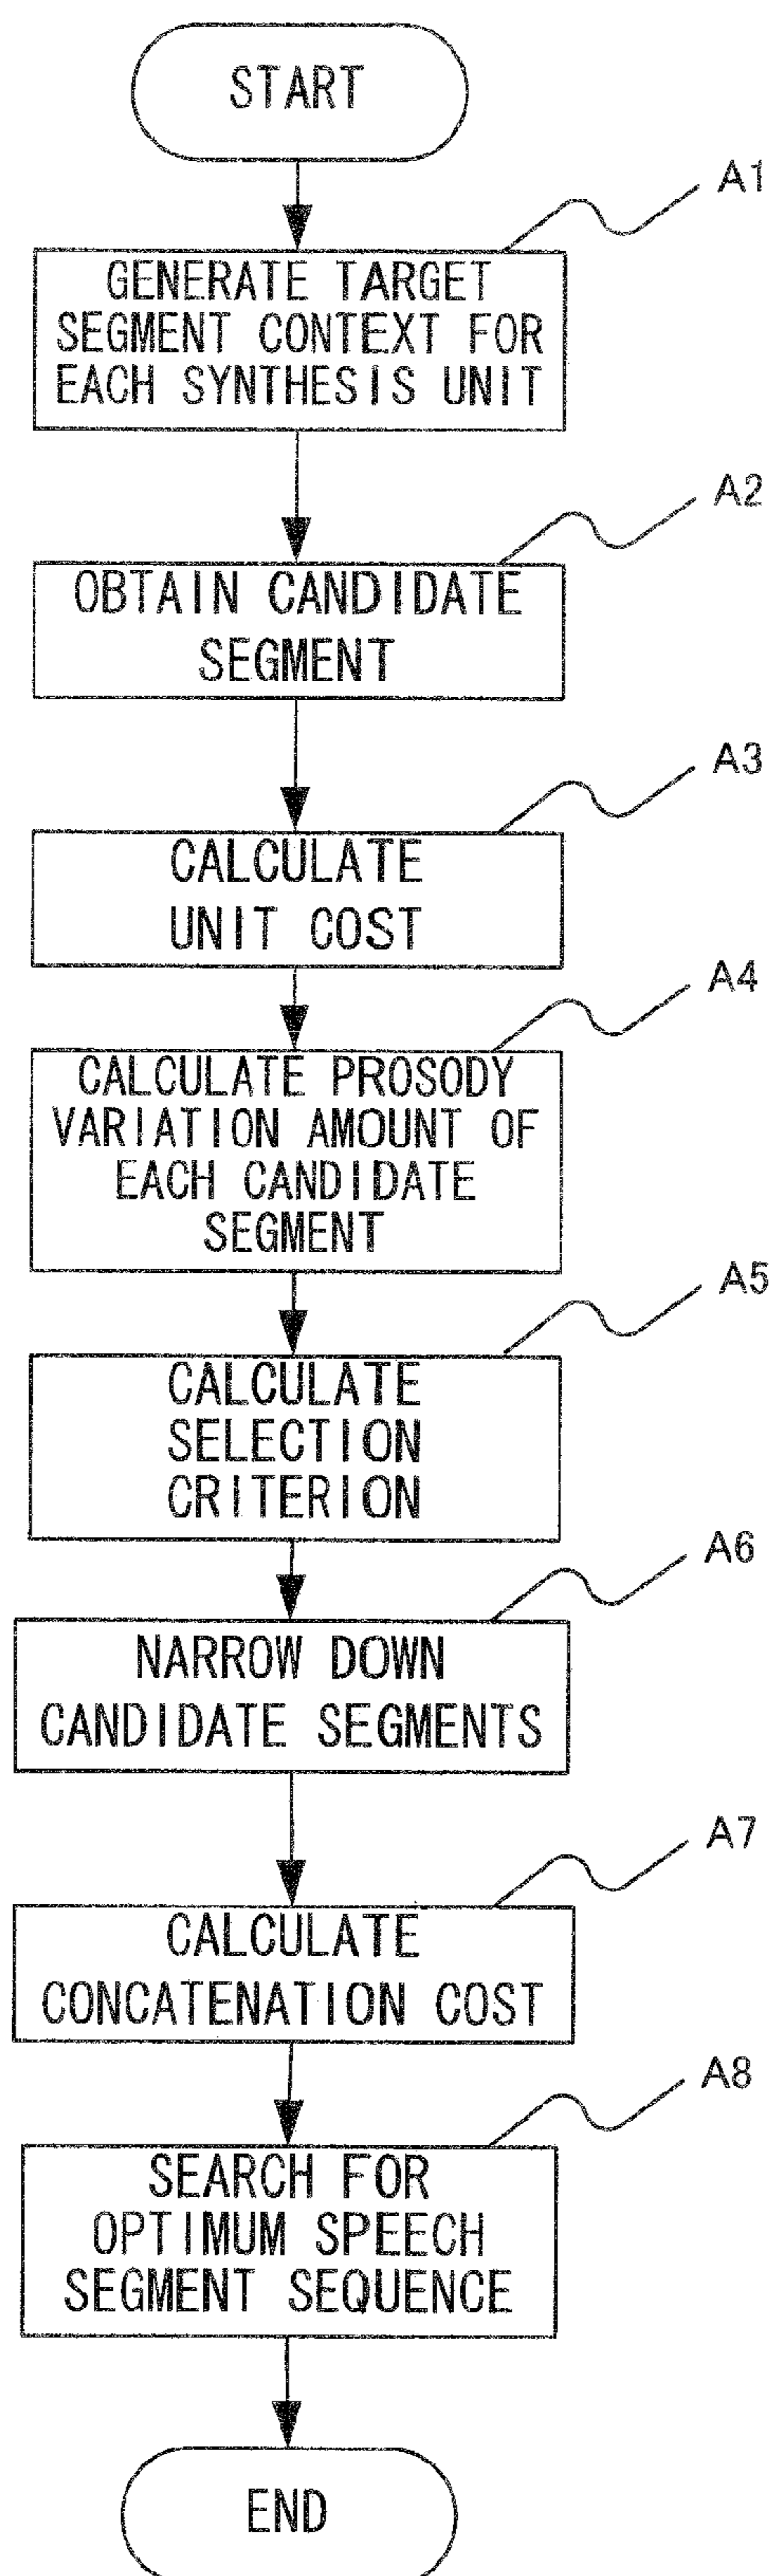 START
A1
GENERATE TARGET
SEGMENT CONTEXT FOR
EACH SYNTHESIS UNIT
A2
OBTAIN CANDIDATE
SEGMENT
A3
CALCULATE
UNIT COST
A4
CALCULATE PROSODY
VARIATION AMOUNT OF
EACH CANDIDATE
SEGMENT
A5
CALCULATE
SELECTION
CRITERION
A6
NARROW DOWN
CANDIDATE SEGMENTS
A7
CALCULATE
CONCATENATION COST
A8
SEARCH FOR
OPTIMUM SPEECH
SEGMENT SEQUENCE
END